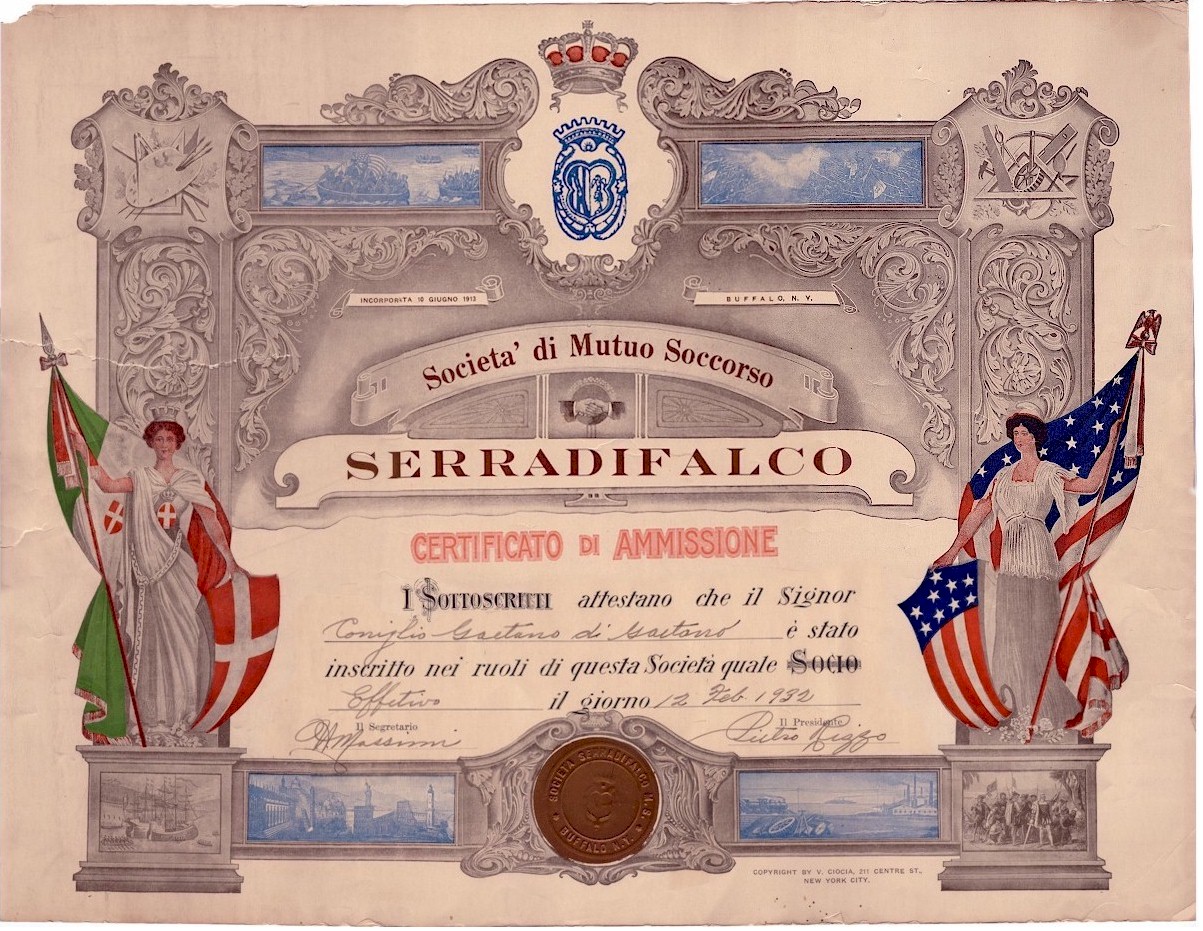 INCORPORATA 10 GIUGNO 1913
BUFFALO, N. Y.
Societa' di Mutuo Soccorso
SERRADIFALCO
CERTIFICATO DI AMMISSIONE
I SOTTOSCRITTI attestano che il Signor
Coniglio Gaetano di Gaetano è stato
inscritto nei ruoli di questa Società quale SOCIO
Effetivo il giorno 12 Feb. 1932
Il Segretario
Il Presidente
Pietro Rizzo
SOCIETA SERRADIFALCO M.S.
BUFFALO N.Y.
COPYRIGHT BY V. CIOCIA, 211 CENTRE ST.,
NEW YORK CITY.